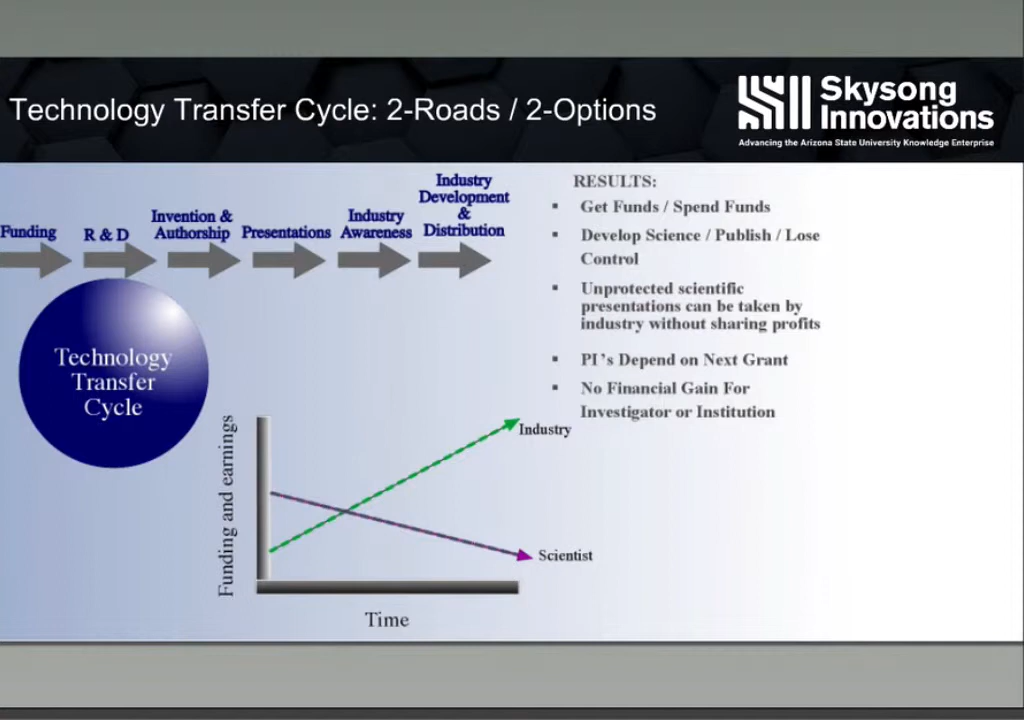 Technology Transfer Cycle: 2-Roads / 2-Options
Skysong
Innovations
Advancing the Arizona State University Knowledge Enterprise
Funding
R & D
Invention &
Authorship
Presentations
Industry
Awareness
Industry
Development
&
Distribution
Technology
Transfer
Cycle
RESULTS:
▪ Get Funds / Spend Funds
▪ Develop Science / Publish / Lose
Control
▪ Unprotected scientific
presentations can be taken by
industry without sharing profits
▪ PI's Depend on Next Grant
▪ No Financial Gain For
Investigator or Institution
Funding and earnings
Industry
Scientist
Time